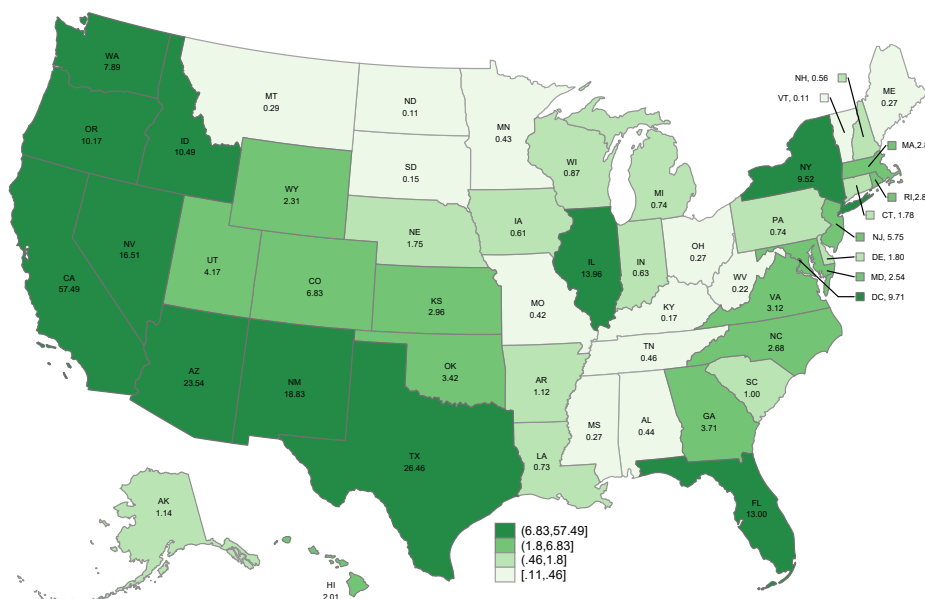 WA
7.89
MT
0.29
ND
0.11
MN
0.43
NH, 0.56
VT, 0.11
ME
0.27
OR
10.17
ID
10.49
SD
0.15
WI
0.87
MI
0.74
NY
9.52
MA,2.
WY
2.31
IA
0.61
RI,2.8
CT, 1.78
NE
1.75
PA
0.74
NJ, 5.75
NV
16.51
UT
4.17
IL
13.96
IN
0.63
OH
0.27
DE, 1.80
CA
57.49
CO
6.83
WV
0.22
MD, 2.54
KS
2.96
MO
0.42
KY
0.17
VA
3.12
DC, 9.71
NC
2.68
TN
0.46
AZ
23.54
NM
18.83
OK
3.42
AR
1.12
SC
1.00
MS
0.27
AL
0.44
GA
3.71
TX
26.46
LA
0.73
AK
1.14
FL
13.00
(6.83,57.49]
(1.8,6.83]
(.46,1.8]
[.11,.46]
HI
2.01